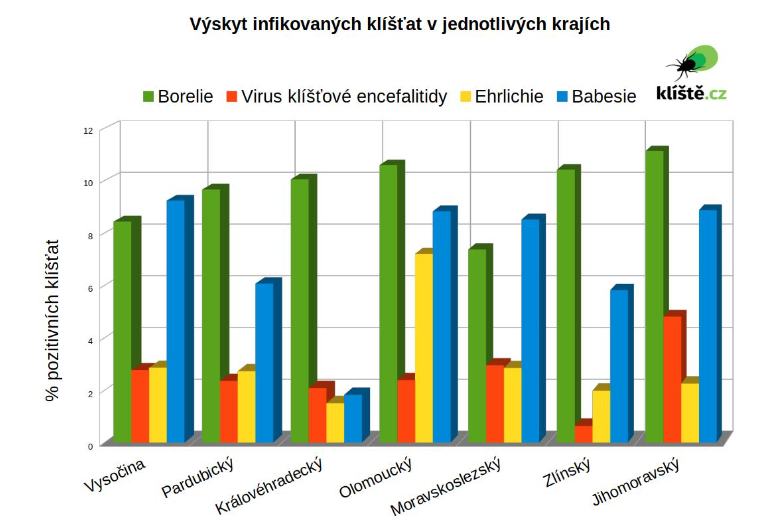 Výskyt infikovaných klíšťat v jednotlivých krajích
klíště.cz
Borelie Virus klíšťové encefalitidy Ehrlichie Babesie
12
10
8
6
4
2
0
% pozitivních klíšťat
Vysočina
Pardubický
Královéhradecký
Olomoucký
Moravskoslezský
Zlínský
Jihomoravský